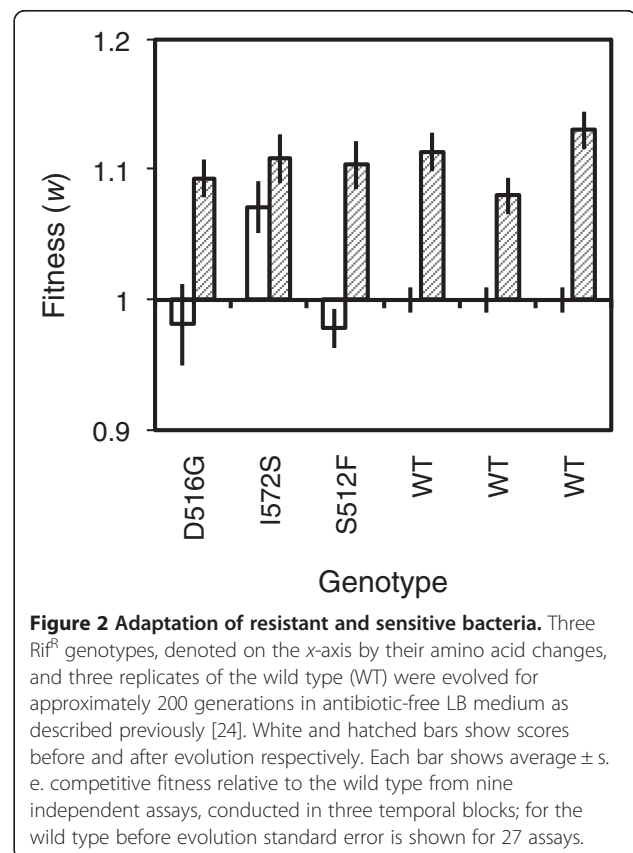 1.2
1.1
1
0.9
Fitness (w)
D516G
I572S
S512F
WT
WT
WT
Genotype
Figure 2 Adaptation of resistant and sensitive bacteria. Three
Rifᴿ genotypes, denoted on the x-axis by their amino acid changes,
and three replicates of the wild type (WT) were evolved for
approximately 200 generations in antibiotic-free LB medium as
described previously [24]. White and hatched bars show scores
before and after evolution respectively. Each bar shows average ± s.
e. competitive fitness relative to the wild type from nine
independent assays, conducted in three temporal blocks; for the
wild type before evolution standard error is shown for 27 assays.